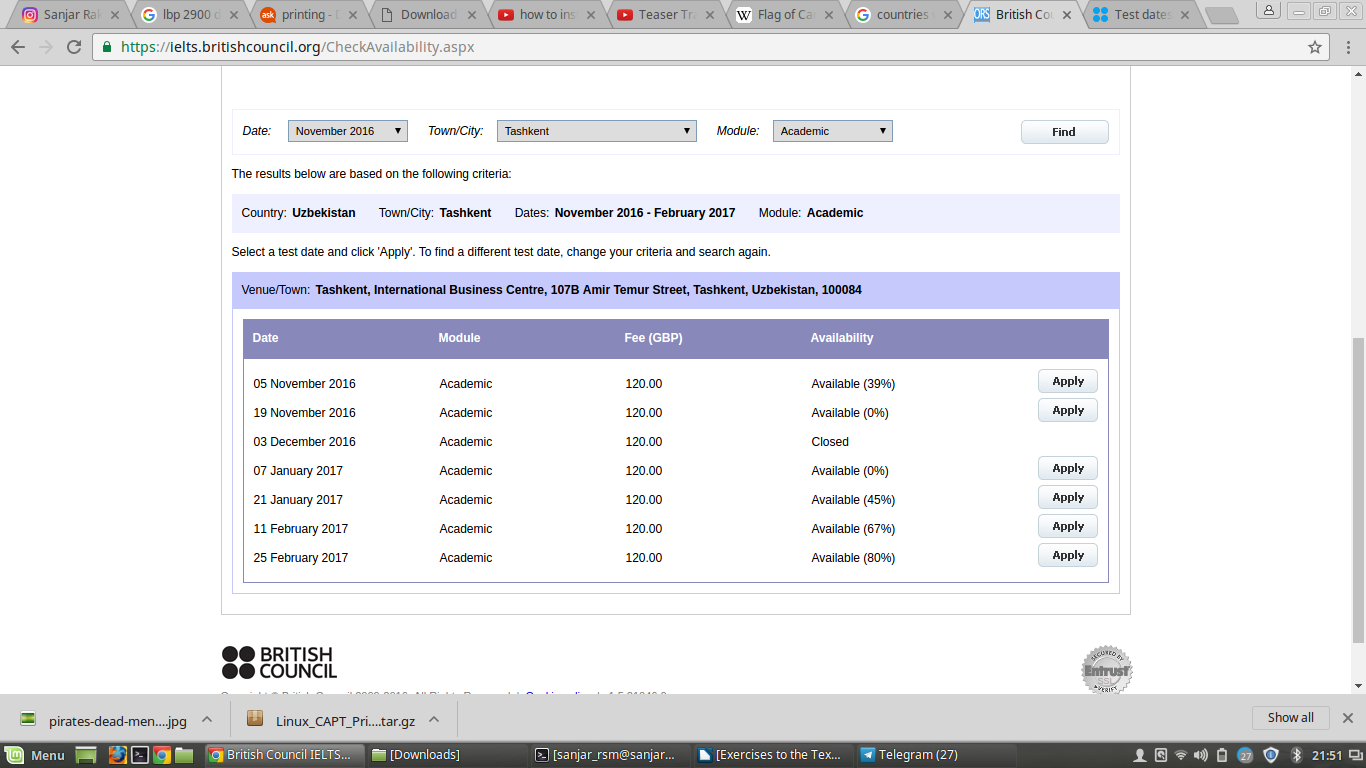 Sanjar Ra
lbp 2900 d
printing -
Download
how to ins
Teaser Tra
Flag of Ca
countries
British Cou
Test dates
https://ielts.britishcouncil.org/CheckAvailability.aspx
Date: November 2016 Town/City: Tashkent Module: Academic Find
The results below are based on the following criteria:
Country: Uzbekistan Town/City: Tashkent Dates: November 2016 - February 2017 Module: Academic
Select a test date and click 'Apply'. To find a different test date, change your criteria and search again.
Venue/Town: Tashkent, International Business Centre, 107B Amir Temur Street, Tashkent, Uzbekistan, 100084
Date Module Fee (GBP) Availability
05 November 2016 Academic 120.00 Available (39%) Apply
19 November 2016 Academic 120.00 Available (0%) Apply
03 December 2016 Academic 120.00 Closed
07 January 2017 Academic 120.00 Available (0%) Apply
21 January 2017 Academic 120.00 Available (45%) Apply
11 February 2017 Academic 120.00 Available (67%) Apply
25 February 2017 Academic 120.00 Available (80%) Apply
BRITISH
COUNCIL
SECURED BY
Entrust
SSL
VERIFY
pirates-dead-men....jpg Linux_CAPT_Pri....tar.gz Show all
Menu British Council IELTS... [Downloads] [sanjar_rsm@sanjar... [Exercises to the Tex... Telegram (27) 27 21:51